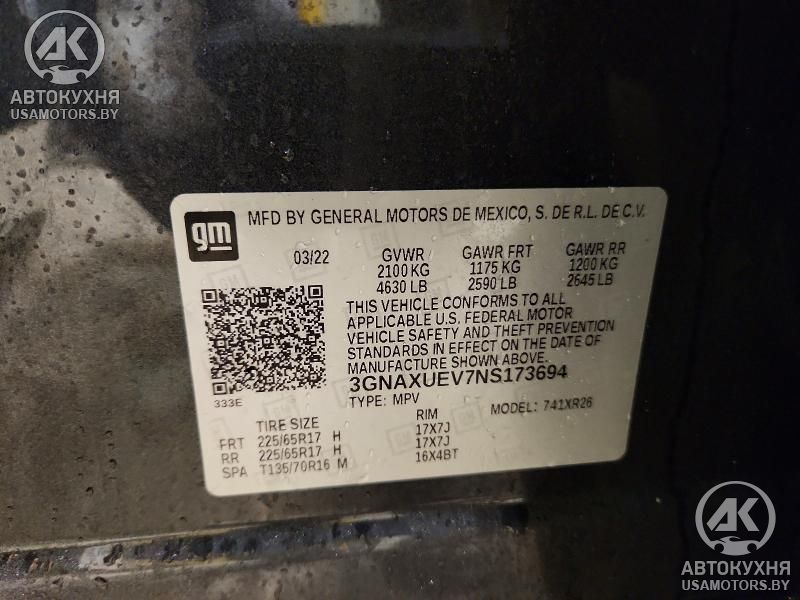 АК
АВТОКУХНЯ
USAMOTORS.BY
gm
MFD BY GENERAL MOTORS DE MEXICO, S. DE R.L. DE C.V.
03/22 GVWR GAWR FRT GAWR RR
2100 KG 1175 KG 1200 KG
4630 LB 2590 LB 2645 LB
THIS VEHICLE CONFORMS TO ALL
APPLICABLE U.S. FEDERAL MOTOR
VEHICLE SAFETY AND THEFT PREVENTION
STANDARDS IN EFFECT ON THE DATE OF
MANUFACTURE SHOWN ABOVE.
3GNAXUEV7NS173694
333E
TYPE: MPV MODEL: 741XR26
TIRE SIZE RIM
FRT 225/65R17 H 17X7J
RR 225/65R17 H 17X7J
SPA T135/70R16 M 16X4BT
АК
АВТОКУХНЯ
USAMOTORS.BY